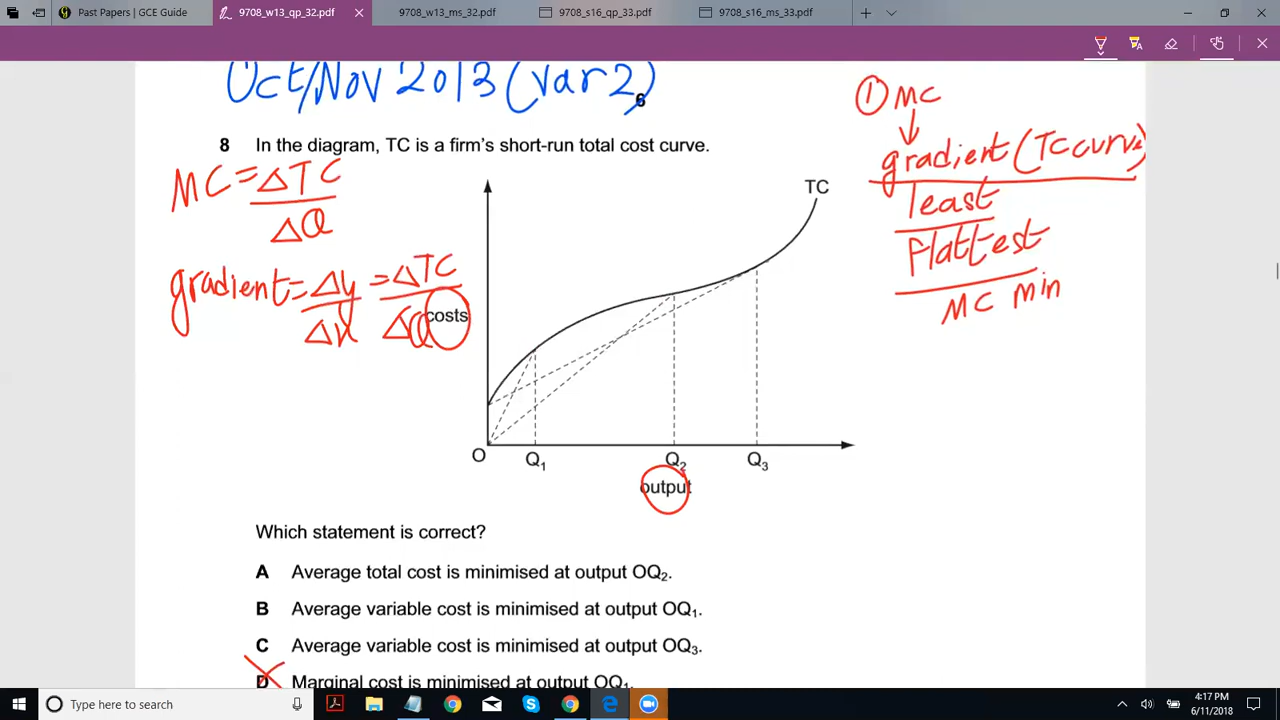 Past Papers | GCE Guide
9708_w13_qp_32.pdf
9708_w13_ms_32.pdf
9708_s16_qp_33.pdf
9708_s16_ms_33.pdf
Oct/Nov 2013 (var 2)
6
8 In the diagram, TC is a firm's short-run total cost curve.
MC = ΔTC
ΔQ
gradient = Δy = ΔTC
Δx ΔQ
costs
TC
O
Q1
Q2
Q3
output
① MC
↓
gradient (TC curve)
least
flattest
MC min
Which statement is correct?
A Average total cost is minimised at output OQ2.
B Average variable cost is minimised at output OQ1.
C Average variable cost is minimised at output OQ3.
D Marginal cost is minimised at output OQ1.
Type here to search
4:17 PM
6/11/2018